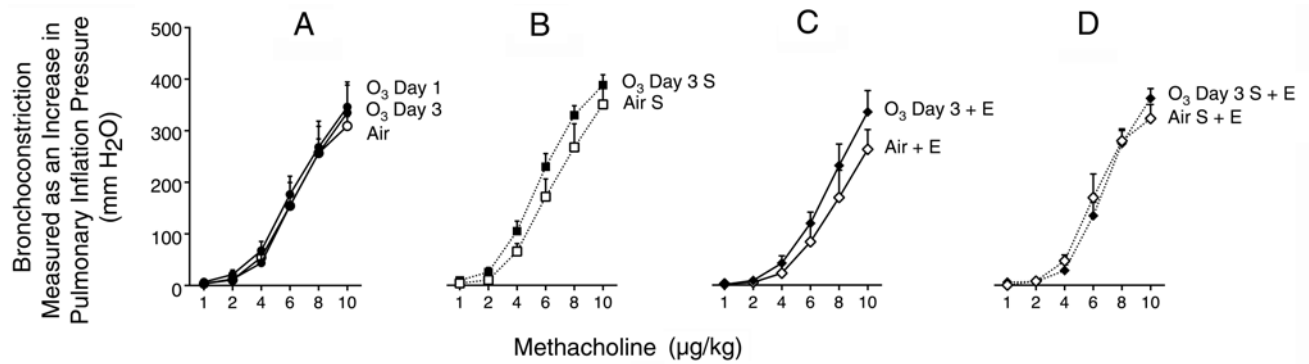 A B C D
Bronchoconstriction
Measured as an Increase in
Pulmonary Inflation Pressure
(mm H2O)
500
400
300
200
100
0
O3 Day 1
O3 Day 3
Air
O3 Day 3 S
Air S
O3 Day 3 + E
Air + E
O3 Day 3 S + E
Air S + E
1 2 4 6 8 10
1 2 4 6 8 10
1 2 4 6 8 10
1 2 4 6 8 10
Methacholine (μg/kg)